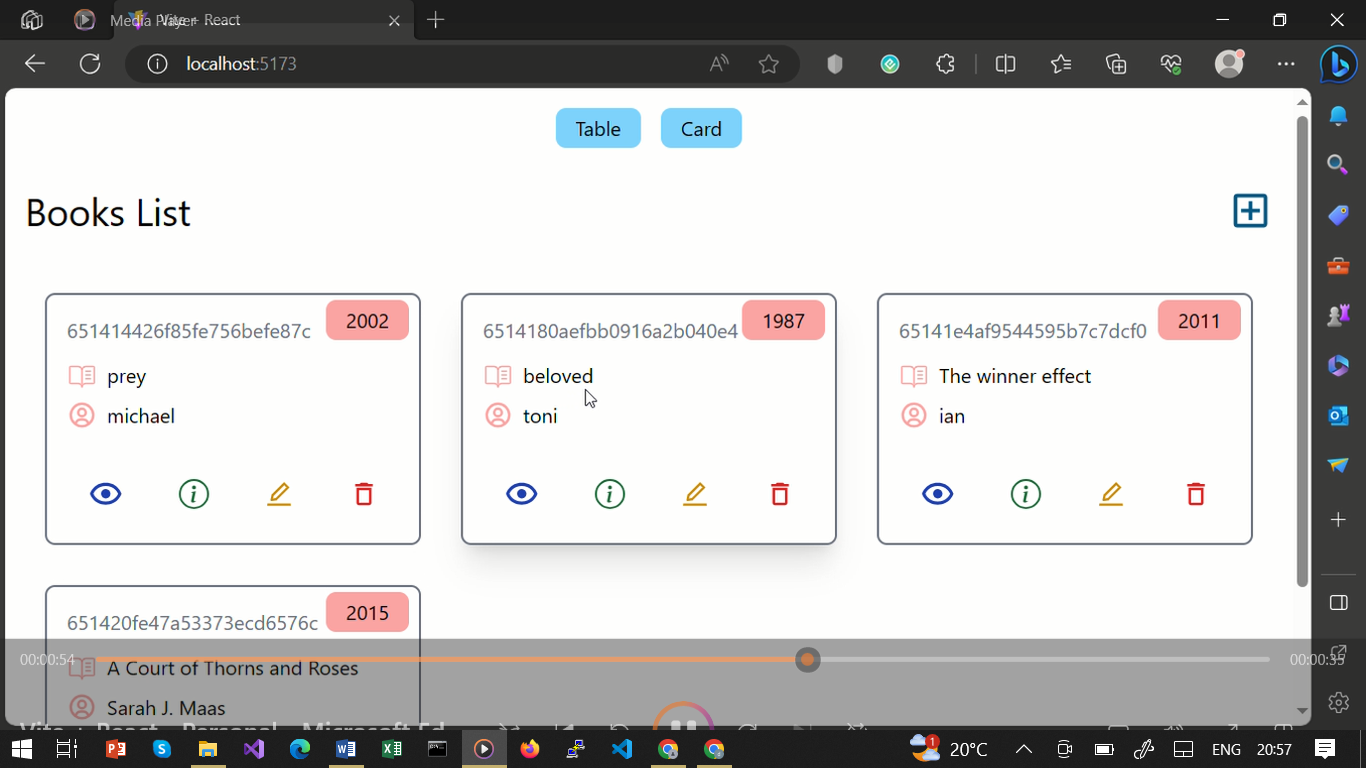 Media Player
Vite + React
localhost:5173
Table
Card
Books List
651414426f85fe756befe87c
2002
prey
michael
6514180aefbb0916a2b040e4
1987
beloved
toni
65141e4af9544595b7c7dcf0
2011
The winner effect
ian
651420fe47a53373ecd6576c
2015
00:00:54
A Court of Thorns and Roses
00:00:35
Sarah J. Maas
Vite + React - Personal - Microsoft Ed
1
20°C
ENG
20:57